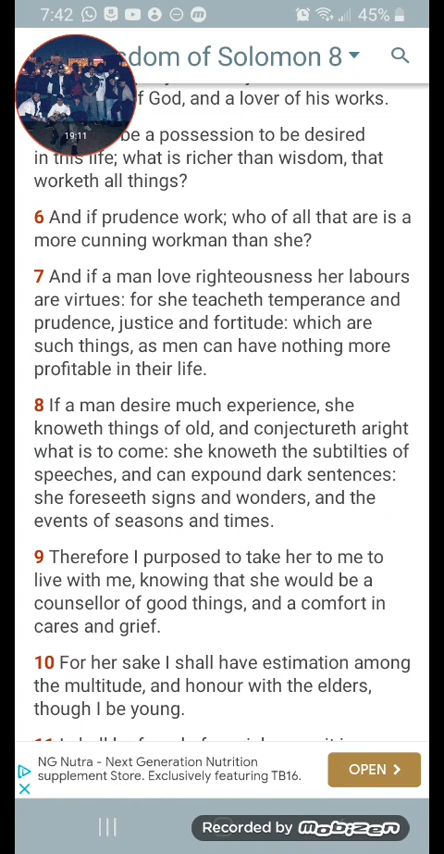 7:42 45%
dom of Solomon 8
f God, and a lover of his works.
19:11
be a possession to be desired
in this life; what is richer than wisdom, that
worketh all things?
6 And if prudence work; who of all that are is a
more cunning workman than she?
7 And if a man love righteousness her labours
are virtues: for she teacheth temperance and
prudence, justice and fortitude: which are
such things, as men can have nothing more
profitable in their life.
8 If a man desire much experience, she
knoweth things of old, and conjectureth aright
what is to come: she knoweth the subtilties of
speeches, and can expound dark sentences:
she foreseeth signs and wonders, and the
events of seasons and times.
9 Therefore I purposed to take her to me to
live with me, knowing that she would be a
counsellor of good things, and a comfort in
cares and grief.
10 For her sake I shall have estimation among
the multitude, and honour with the elders,
though I be young.
NG Nutra - Next Generation Nutrition
supplement Store. Exclusively featuring TB16.
OPEN
Recorded by Mobizen